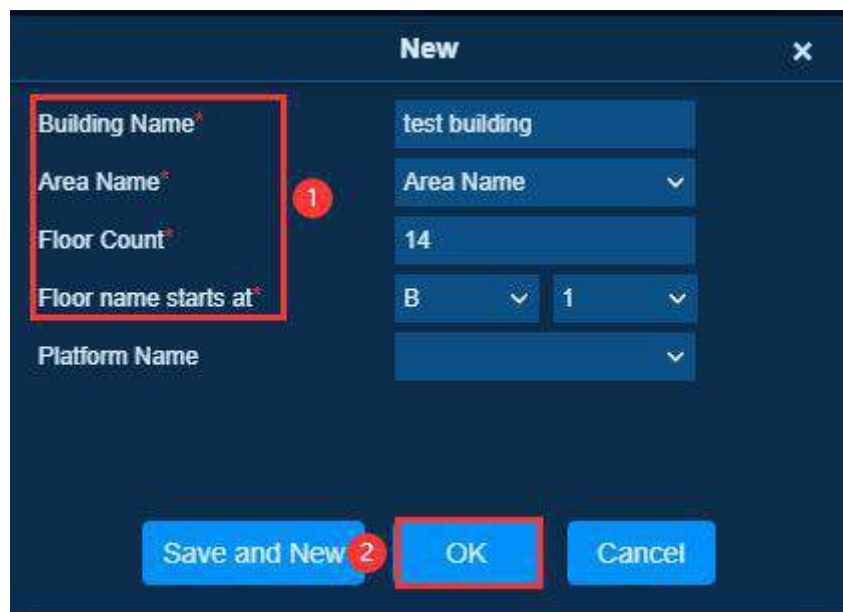 New ×
Building Name* test building
Area Name* Area Name
1
Floor Count* 14
Floor name starts at* B 1
Platform Name
Save and New 2 OK Cancel